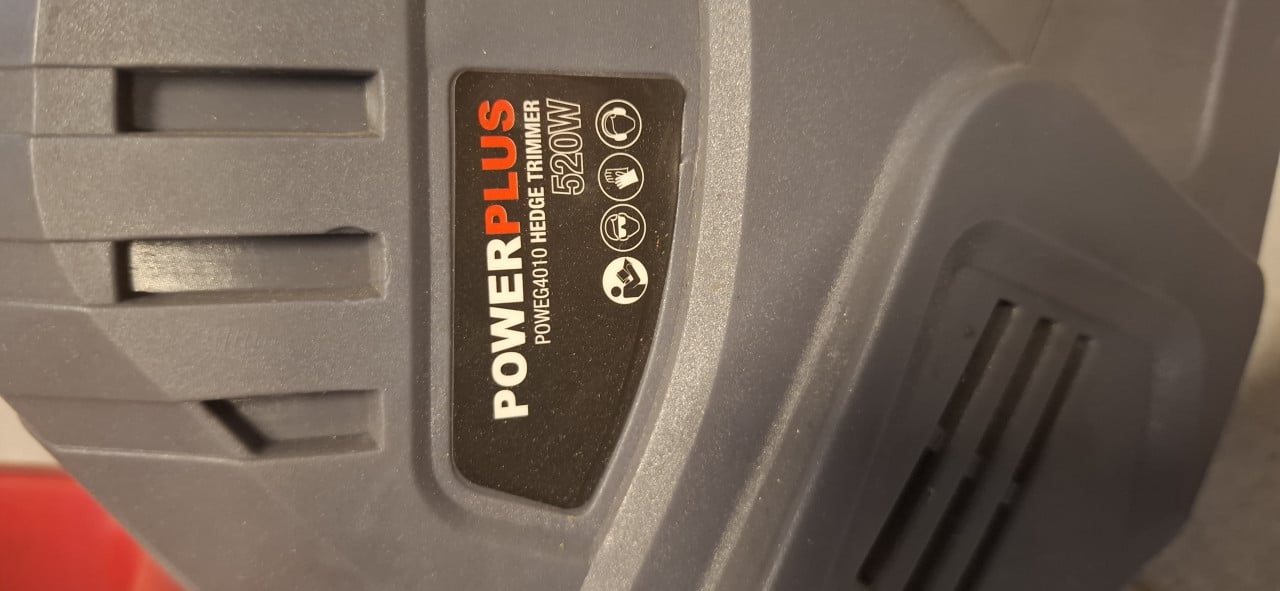 POWERPLUS
POWEG4010 HEDGE TRIMMER
520W